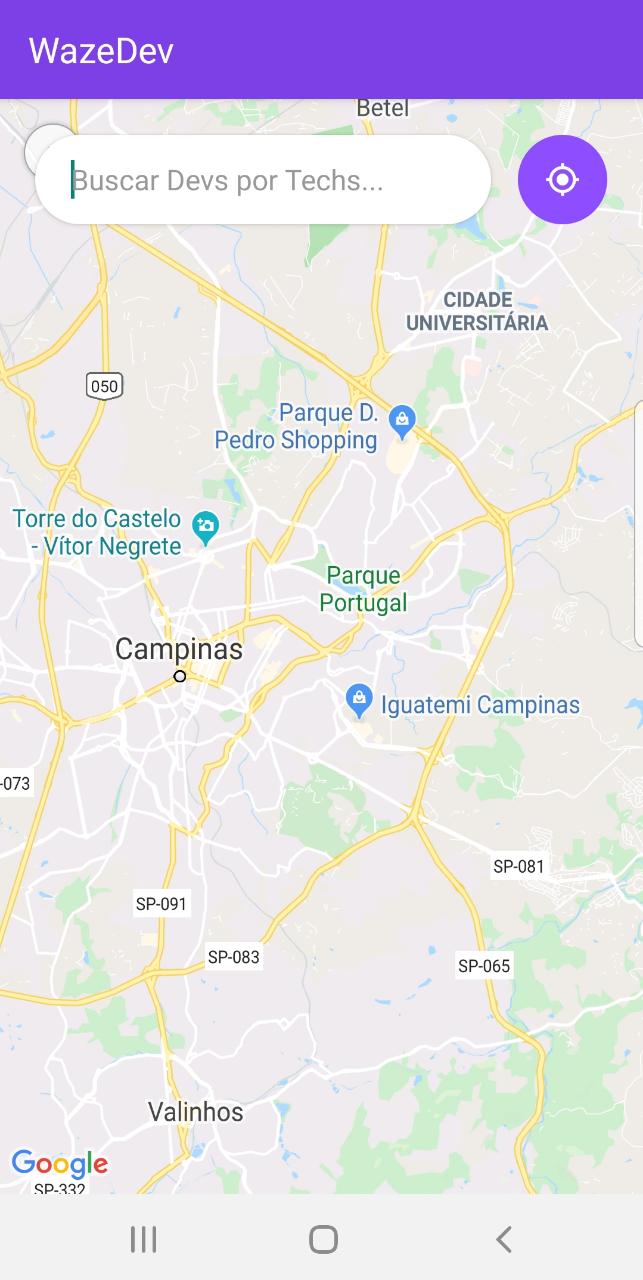 WazeDev
Betel
Buscar Devs por Techs...
CIDADE
UNIVERSITÁRIA
050
Parque D.
Pedro Shopping
Torre do Castelo
- Vítor Negrete
Parque
Portugal
Campinas
Iguatemi Campinas
-073
SP-081
SP-091
SP-083
SP-065
Valinhos
Google
SP-332